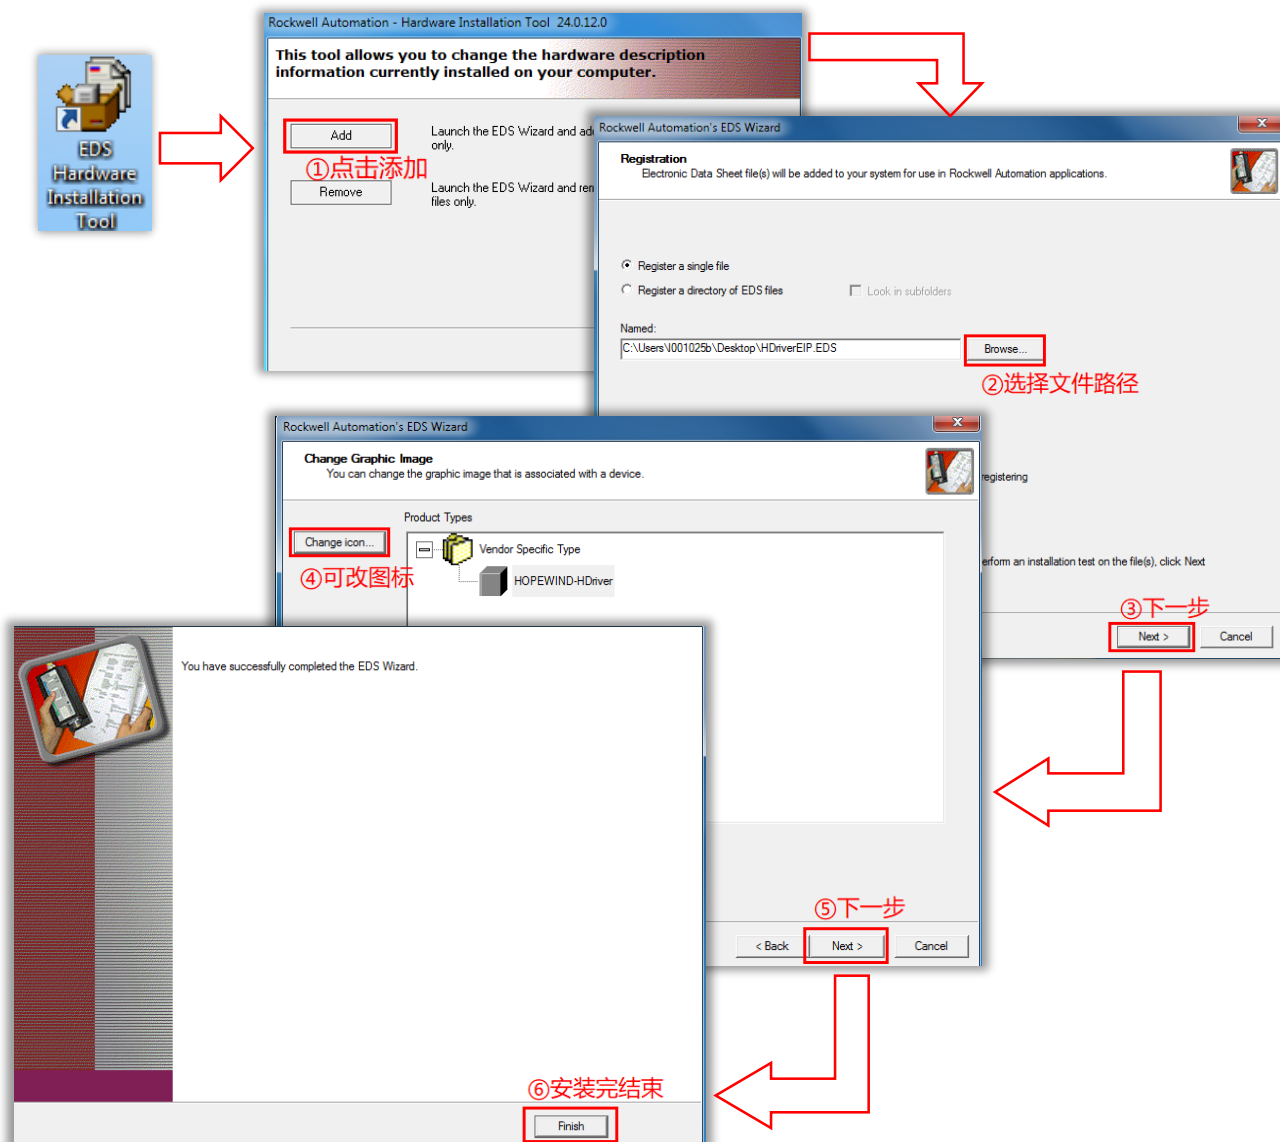 EDS
Hardware
Installation
Tool
Rockwell Automation - Hardware Installation Tool 24.0.12.0
This tool allows you to change the hardware description
information currently installed on your computer.
Add
Launch the EDS Wizard and add
only.
①点击添加
Remove
Launch the EDS Wizard and
files only.
Rockwell Automation's EDS Wizard
Registration
Electronic Data Sheet file(s) will be added to your system for use in Rockwell Automation applications.
Register a single file
Register a directory of EDS files
Look in subfolders
Named:
C:\Users\I001025b\Desktop\HDriverEIP.EDS
Browse...
②选择文件路径
registering
erform an installation test on the file(s), click Next
③下一步
Next >
Cancel
Rockwell Automation's EDS Wizard
Change Graphic Image
You can change the graphic image that is associated with a device.
Product Types
Change icon...
④可改图标
Vendor Specific Type
HOPEWIND-HDriver
⑤下一步
< Back
Next >
Cancel
You have successfully completed the EDS Wizard.
⑥安装完结束
Finish